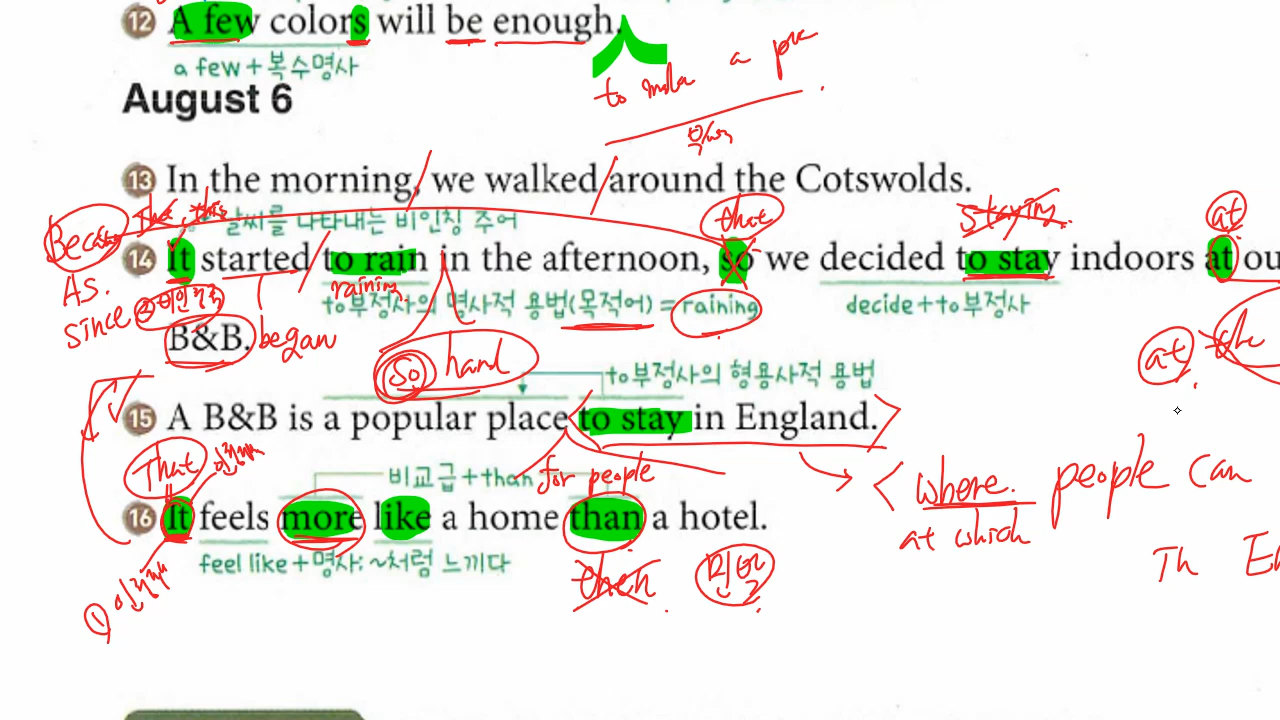 12 A few colors will be enough.
a few + 복수명사
to make a
August 6
13 In the morning, we walked around the Cotswolds.
날씨를 나타내는 비인칭 주어
that
staying
at
14 It started to rain in the afternoon, so we decided to stay indoors at ou
As.
raining
to부정사의 명사적 용법(목적어) = raining
decide + to부정사
since
B&B. began
So hard
at the
to부정사의 형용사적 용법
15 A B&B is a popular place to stay in England.
That
비교급 + than
for people
where people can
16 It feels more like a home than a hotel.
at which
feel like + 명사: ~처럼 느끼다
then
Th